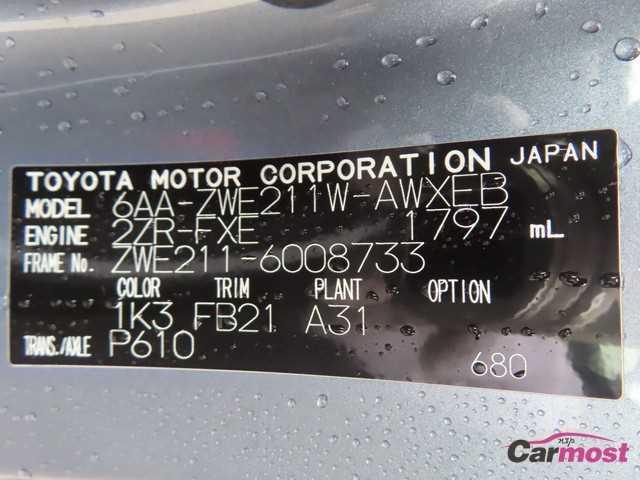 TOYOTA MOTOR CORPORATION JAPAN
MODEL 6AA-ZWE211W-AWXEB
ENGINE 2ZR-FXE 1797 mL
FRAME No. ZWE211-6008733
COLOR TRIM PLANT OPTION
1K3 FB21 A31
TRANS./AXLE P610
680
nxp
Carmost